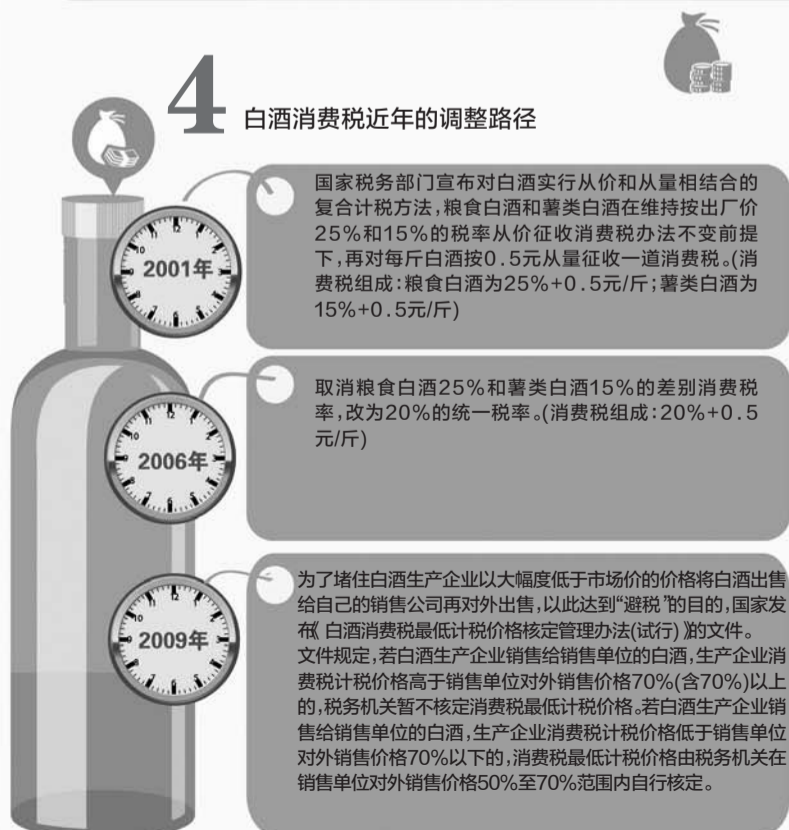 4 白酒消费税近年的调整路径
2001年
国家税务部门宣布对白酒实行从价和从量相结合的
复合计税方法,粮食白酒和薯类白酒在维持按出厂价
25%和15%的税率从价征收消费税办法不变前提
下,再对每斤白酒按0.5元从量征收一道消费税。(消
费税组成:粮食白酒为25%+0.5元/斤;薯类白酒为
15%+0.5元/斤)
2006年
取消粮食白酒25%和薯类白酒15%的差别消费税
率,改为20%的统一税率。(消费税组成:20%+0.5
元/斤)
2009年
为了堵住白酒生产企业以大幅度低于市场价的价格将白酒出售
给自己的销售公司再对外出售,以此达到“避税”的目的,国家发
布《白酒消费税最低计税价格核定管理办法(试行)》的文件。
文件规定,若白酒生产企业销售给销售单位的白酒,生产企业消
费税计税价格高于销售单位对外销售价格70%(含70%)以上
的,税务机关暂不核定消费税最低计税价格。若白酒生产企业销
售给销售单位的白酒,生产企业消费税计税价格低于销售单位
对外销售价格70%以下的,消费税最低计税价格由税务机关在
销售单位对外销售价格50%至70%范围内自行核定。